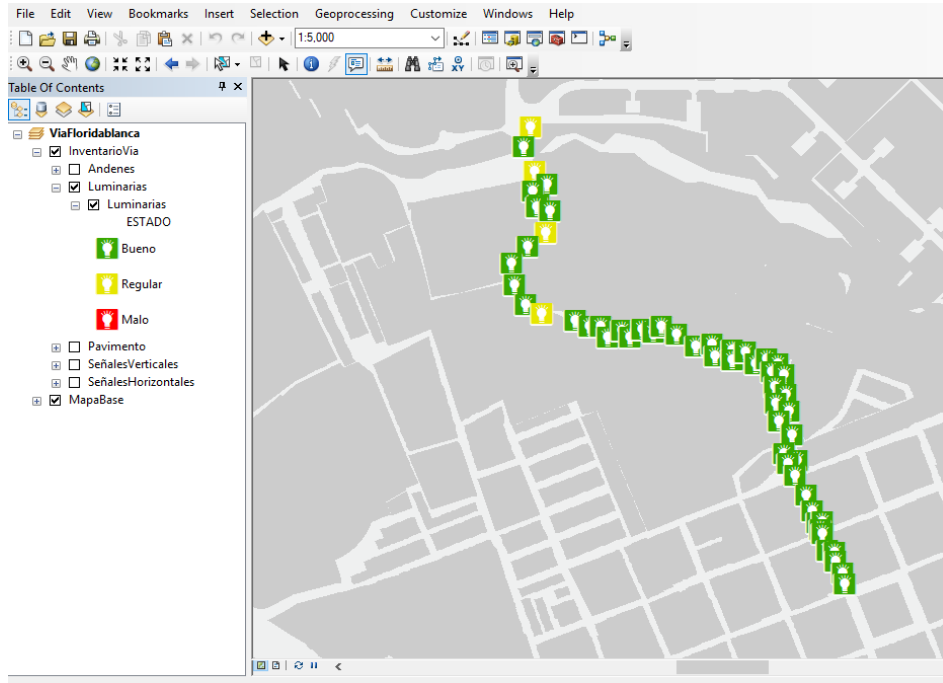 File Edit View Bookmarks Insert Selection Geoprocessing Customize Windows Help
1:5,000
Table Of Contents
ViaFloridablanca
InventarioVia
Andenes
Luminarias
Luminarias
ESTADO
Bueno
Regular
Malo
Pavimento
SeñalesVerticales
SeñalesHorizontales
MapaBase